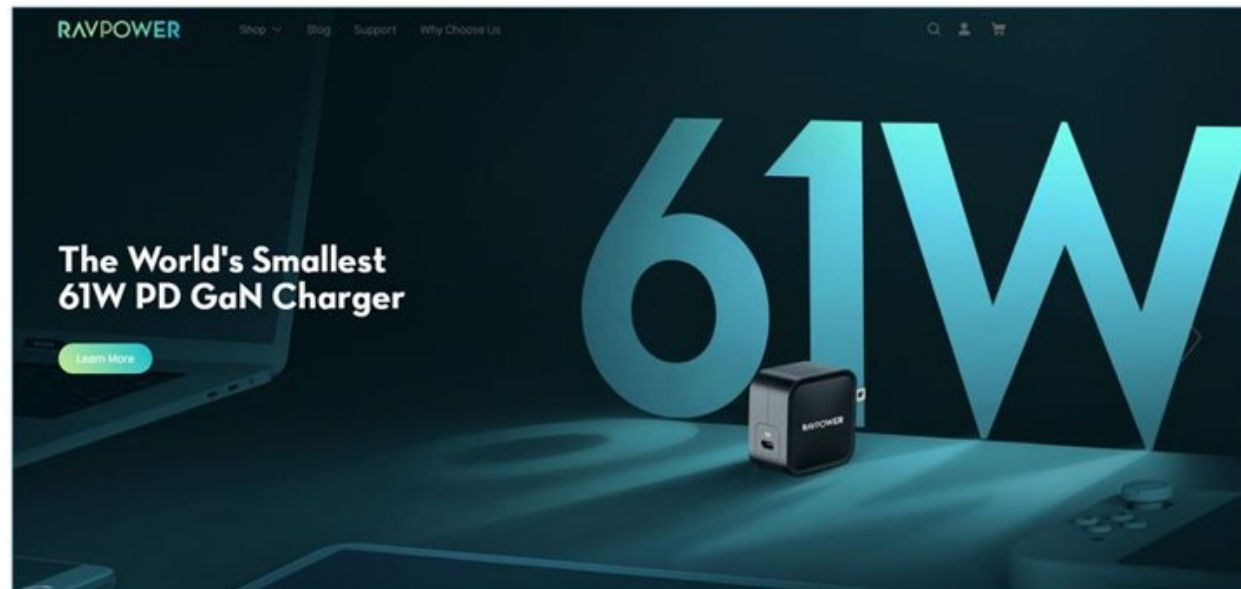 RAVPOWER Shop Blog Support Why Choose Us
61W
The World's Smallest
61W PD GaN Charger
Learn More
RAVPOWER